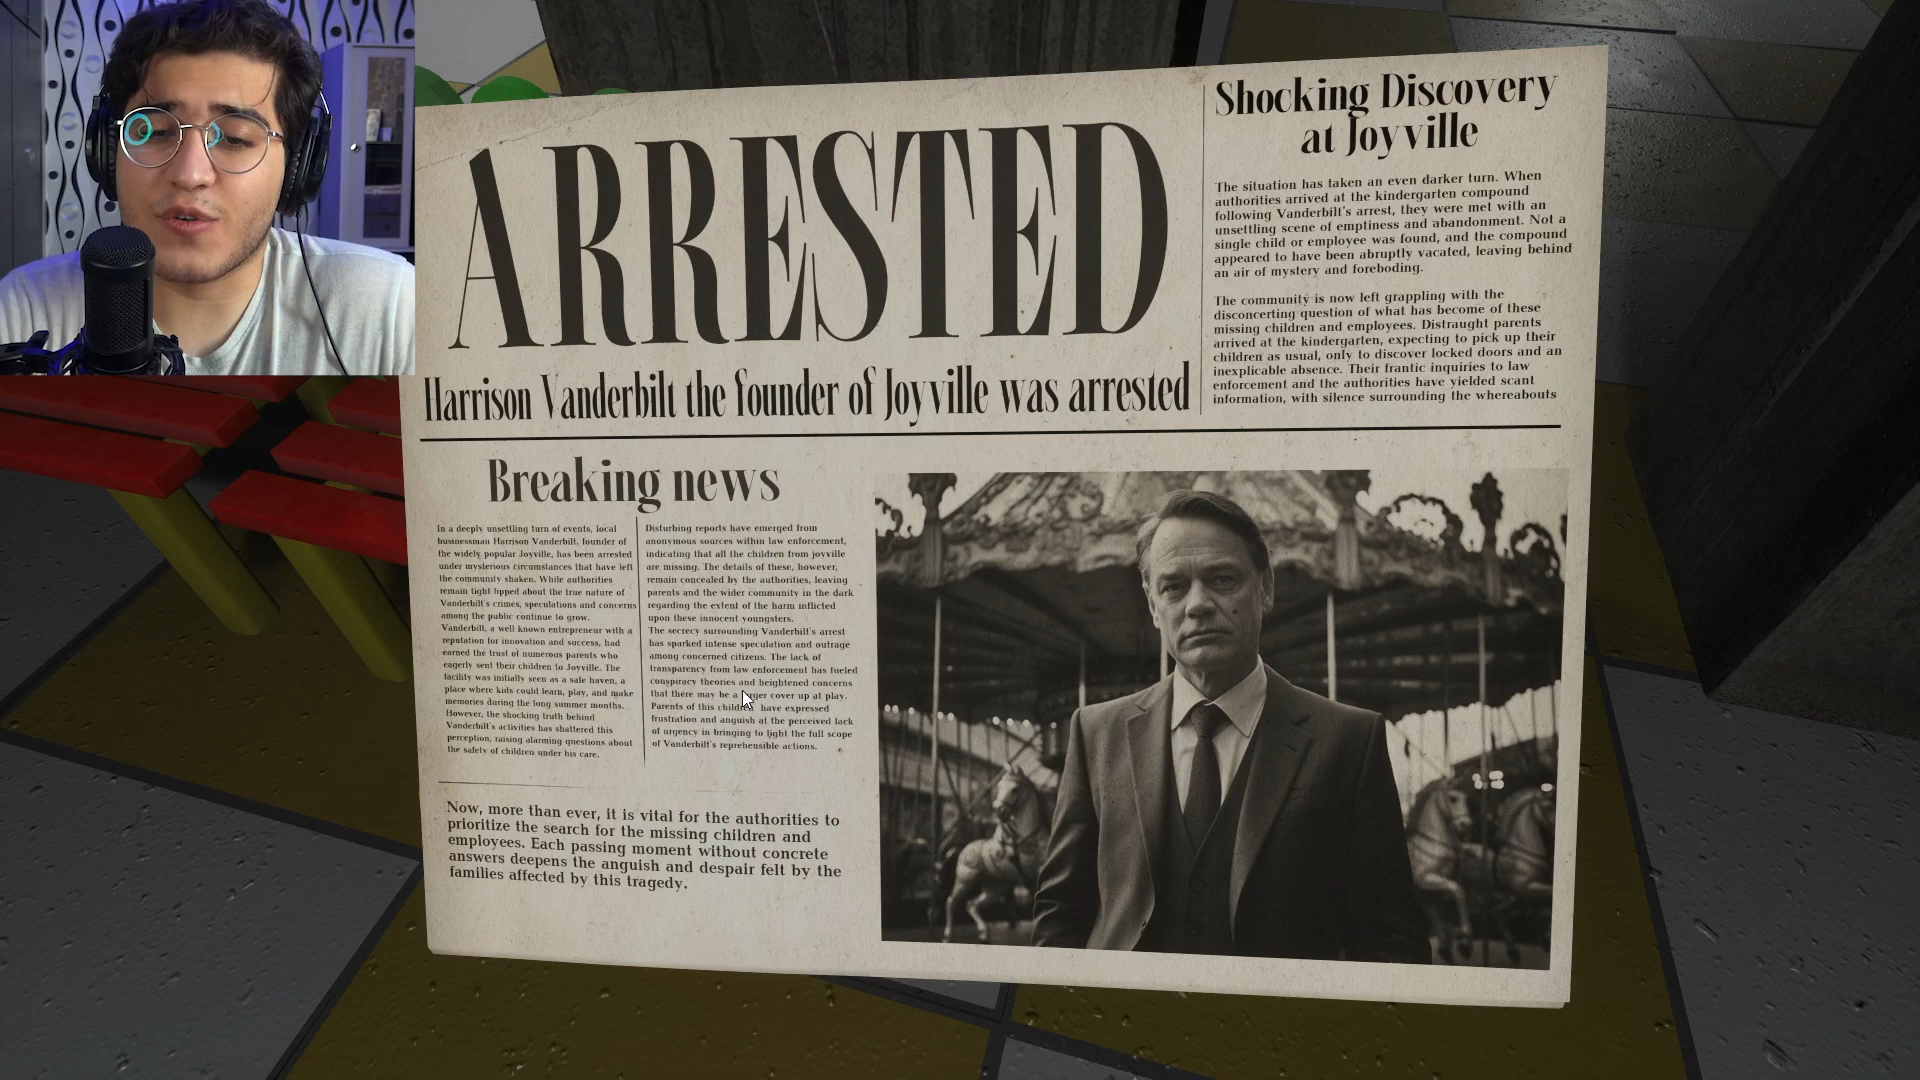 ARRESTED
Harrison Vanderbilt the founder of Joyville was arrested
Shocking Discovery
at Joyville
The situation has taken an even darker turn. When
authorities arrived at the kindergarten compound
following Vanderbilt's arrest, they were met with an
unsettling scene of emptiness and abandonment. Not a
single child or employee was found, and the compound
appeared to have been abruptly vacated, leaving behind
an air of mystery and foreboding.
The community is now left grappling with the
disconcerting question of what has become of these
missing children and employees. Distraught parents
arrived at the kindergarten, expecting to pick up their
children as usual, only to discover locked doors and an
inexplicable absence. Their frantic inquiries to law
enforcement and the authorities have yielded scant
information, with silence surrounding the whereabouts
Breaking news
In a deeply unsettling turn of events, local
businessman Harrison Vanderbilt, founder of
the widely popular Joyville, has been arrested
under mysterious circumstances that have left
the community shaken. While authorities
remain tight lipped about the true nature of
Vanderbilt's crimes, speculations and concerns
among the public continue to grow.
Vanderbilt, a well known entrepreneur with a
reputation for innovation and success, had
earned the trust of numerous parents who
eagerly sent their children to Joyville. The
facility was initially seen as a safe haven, a
place where kids could learn, play, and make
memories during the long summer months.
However, the shocking truth behind
Vanderbilt's activities has shattered this
perception, raising alarming questions about
the safety of children under his care.
Disturbing reports have emerged from
anonymous sources within law enforcement,
indicating that all the children from joyville
are missing. The details of these, however,
remain concealed by the authorities, leaving
parents and the wider community in the dark
regarding the extent of the harm inflicted
upon these innocent youngsters.
The secrecy surrounding Vanderbilt's arrest
has sparked intense speculation and outrage
among concerned citizens. The lack of
transparency from law enforcement has fueled
conspiracy theories and heightened concerns
that there may be a larger cover up at play.
Parents of this children have expressed
frustration and anguish at the perceived lack
of urgency in bringing to light the full scope
of Vanderbilt's reprehensible actions.
Now, more than ever, it is vital for the authorities to
prioritize the search for the missing children and
employees. Each passing moment without concrete
answers deepens the anguish and despair felt by the
families affected by this tragedy.